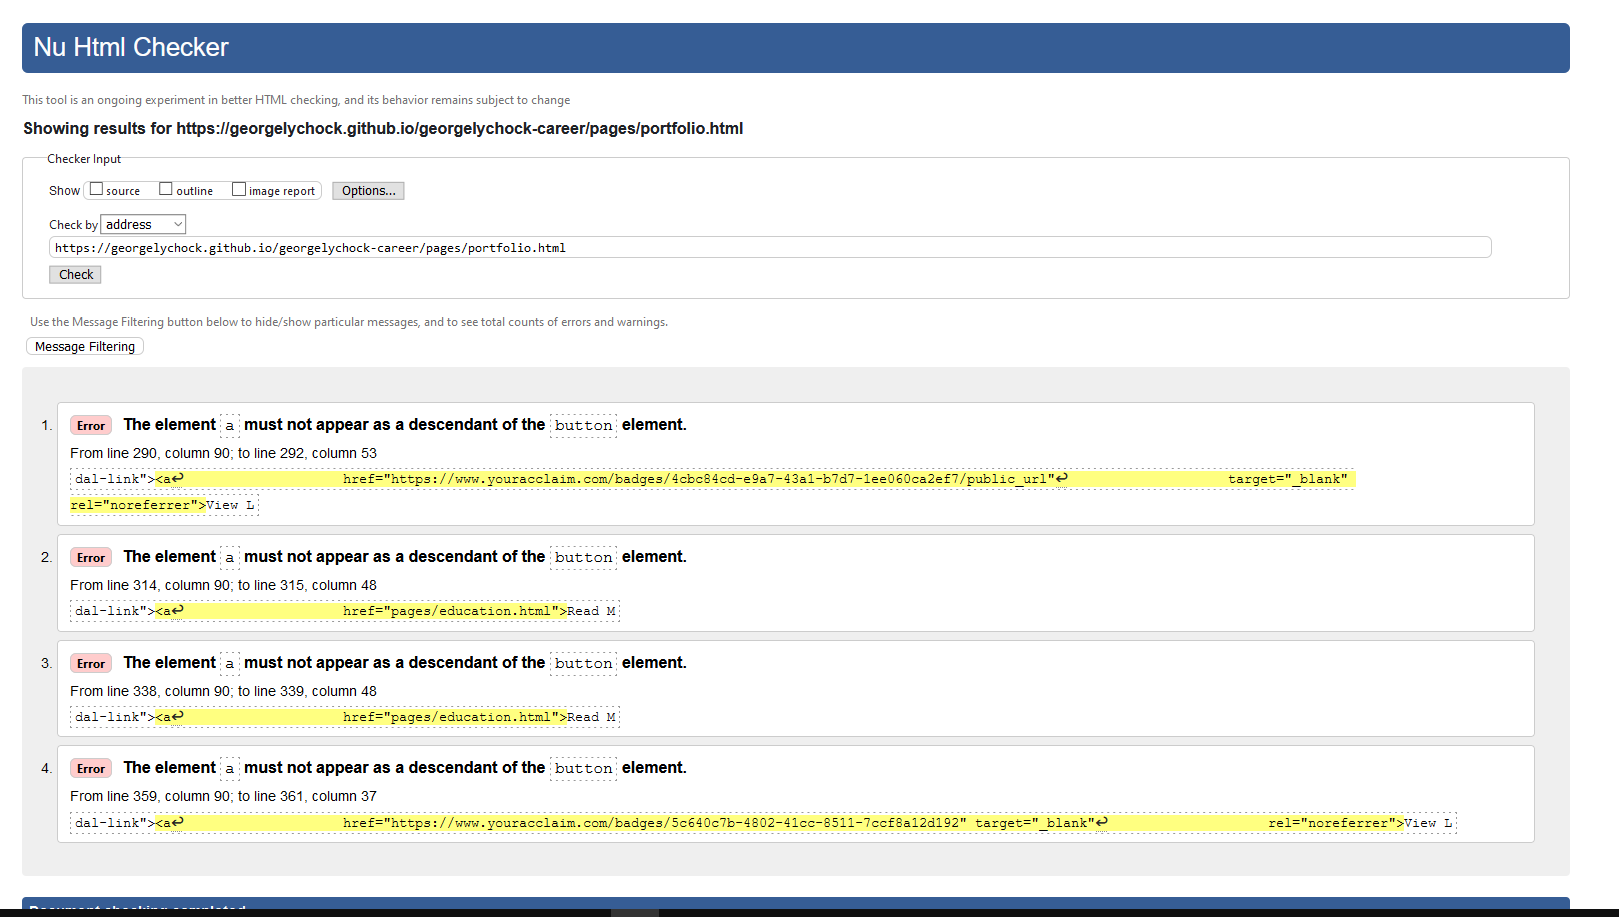 Nu Html Checker
This tool is an ongoing experiment in better HTML checking, and its behavior remains subject to change
Showing results for https://georgelychock.github.io/georgelychock-career/pages/portfolio.html
Checker Input
Show source outline image report Options...
Check by address
https://georgelychock.github.io/georgelychock-career/pages/portfolio.html
Check
Use the Message Filtering button below to hide/show particular messages, and to see total counts of errors and warnings.
Message Filtering
1. Error The element a must not appear as a descendant of the button element.
From line 290, column 90; to line 292, column 53
dal-link"><a↩ href="https://www.youracclaim.com/badges/4cbc84cd-e9a7-43a1-b7d7-1ee060ca2ef7/public_url"↩ target="_blank"
rel="noreferrer">View L
2. Error The element a must not appear as a descendant of the button element.
From line 314, column 90; to line 315, column 48
dal-link"><a↩ href="pages/education.html">Read M
3. Error The element a must not appear as a descendant of the button element.
From line 338, column 90; to line 339, column 48
dal-link"><a↩ href="pages/education.html">Read M
4. Error The element a must not appear as a descendant of the button element.
From line 359, column 90; to line 361, column 37
dal-link"><a↩ href="https://www.youracclaim.com/badges/5c640c7b-4802-41cc-8511-7ccf8a12d192" target="_blank"↩ rel="noreferrer">View L
Document checking completed